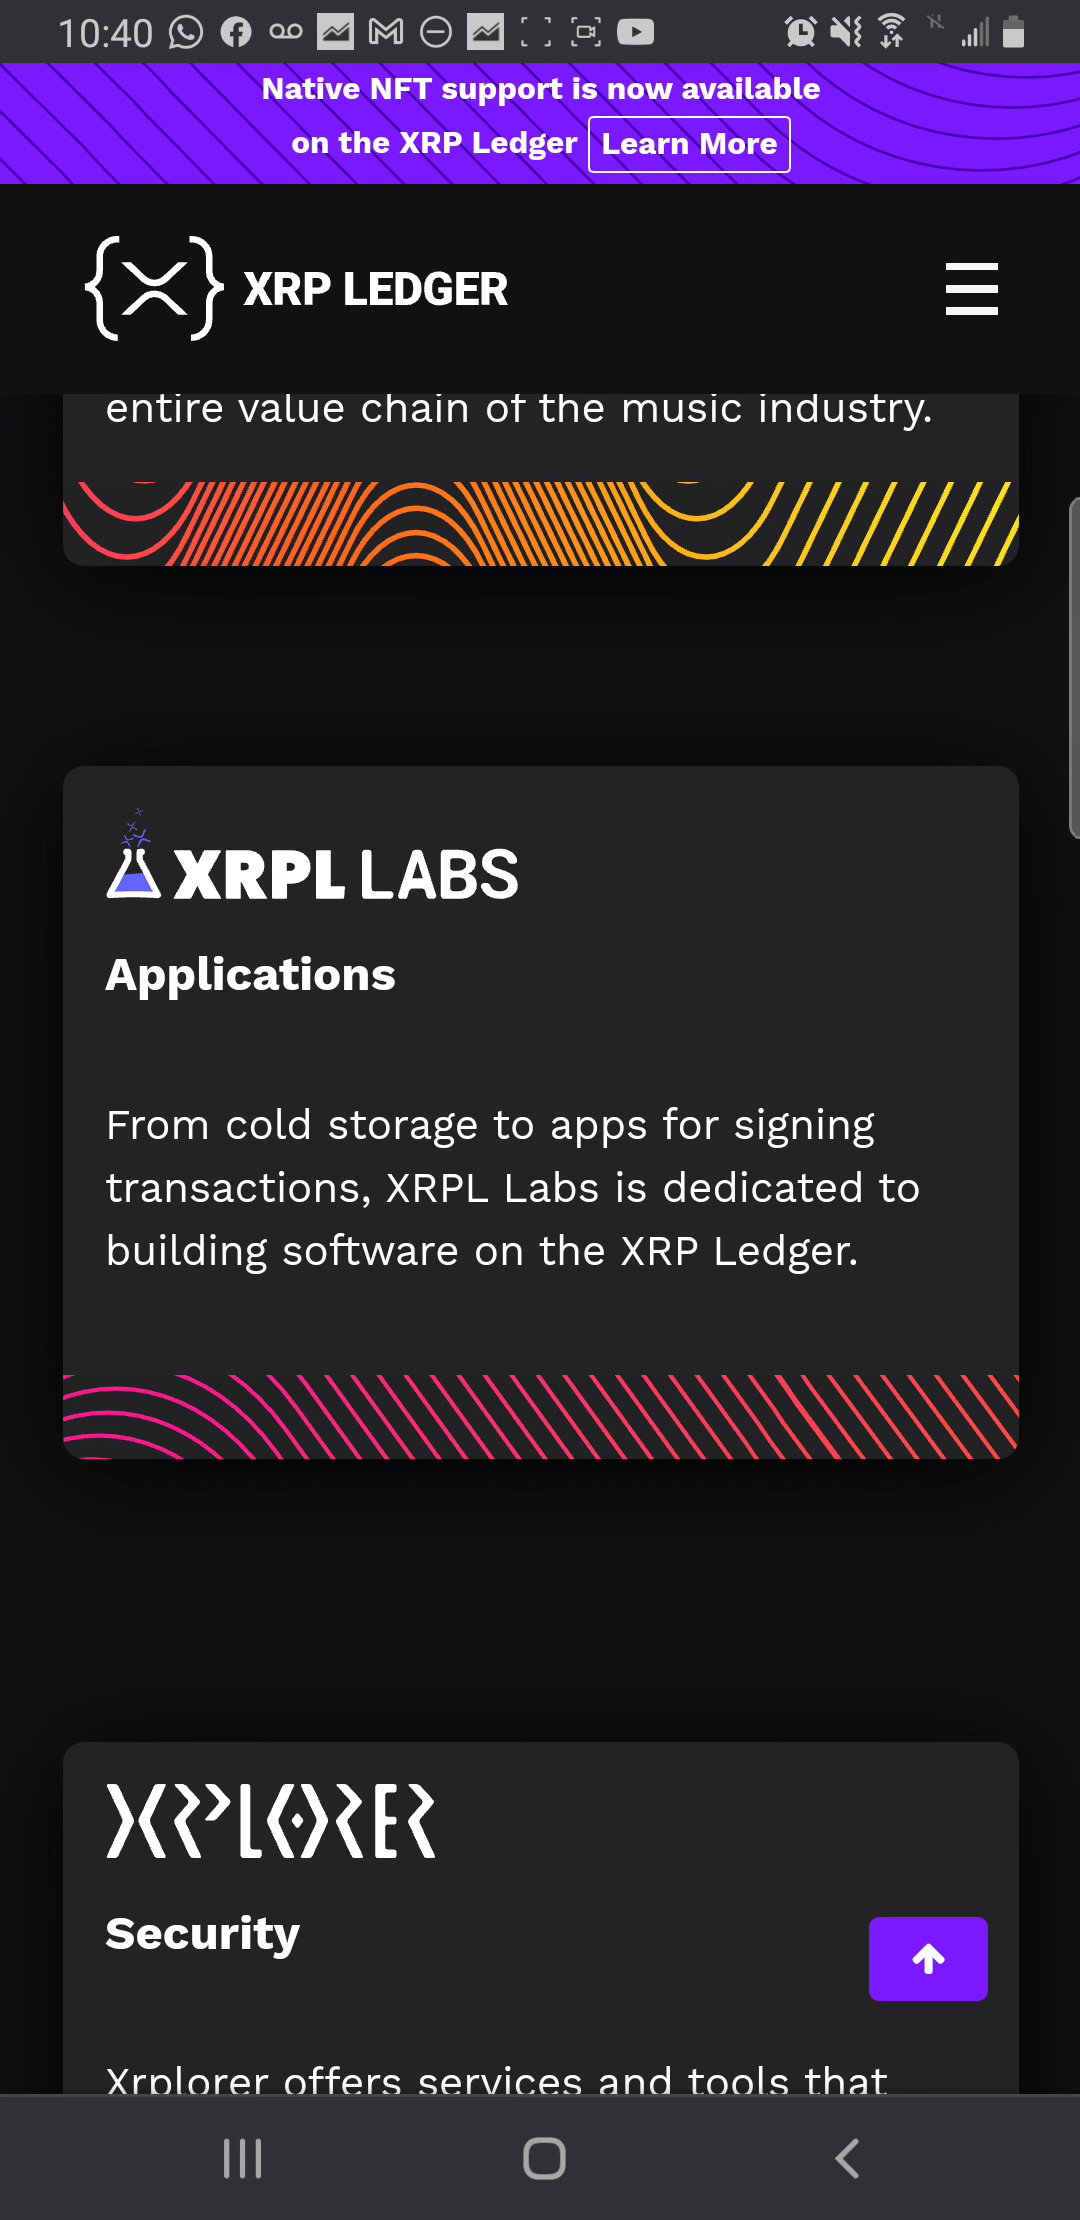 10:40
Native NFT support is now available
on the XRP Ledger Learn More
XRP LEDGER
entire value chain of the music industry.
XRPL LABS
Applications
From cold storage to apps for signing
transactions, XRPL Labs is dedicated to
building software on the XRP Ledger.
XRPLORER
Security
Xrplorer offers services and tools that